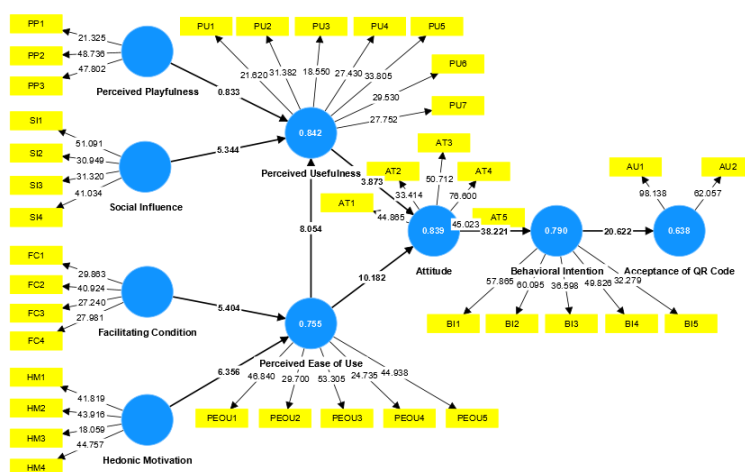 PP1
21.325
PP2
48.736
PP3
47.802
Perceived Playfulness
0.833
SI1
51.091
SI2
30.949
SI3
31.320
SI4
41.034
Social Influence
5.344
PU1
PU2
PU3
PU4
PU5
PU6
PU7
21.620
31.382
18.550
27.430
33.805
29.530
27.752
0.842
Perceived Usefulness
3.873
8.054
AT1
AT2
AT3
AT4
AT5
44.865
33.414
50.712
76.600
45.023
0.839
Attitude
38.221
10.182
0.790
Behavioral Intention
20.622
57.865
60.095
36.598
49.826
32.279
BI1
BI2
BI3
BI4
BI5
AU1
AU2
98.138
62.057
0.638
Acceptance of QR Code
FC1
29.863
FC2
40.924
FC3
27.240
FC4
27.981
Facilitating Condition
5.404
0.755
Perceived Ease of Use
6.356
46.840
29.700
53.305
24.735
44.938
PEOU1
PEOU2
PEOU3
PEOU4
PEOU5
HM1
41.819
HM2
43.916
HM3
18.059
HM4
44.757
Hedonic Motivation